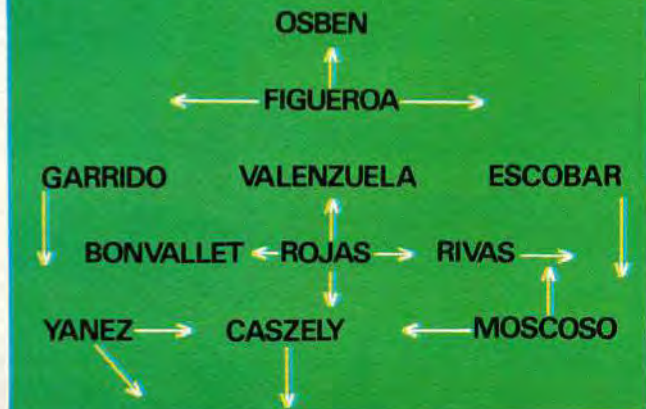 OSBEN
FIGUEROA
GARRIDO VALENZUELA ESCOBAR
BONVALLET ROJAS RIVAS
YANEZ CASZELY MOSCOSO